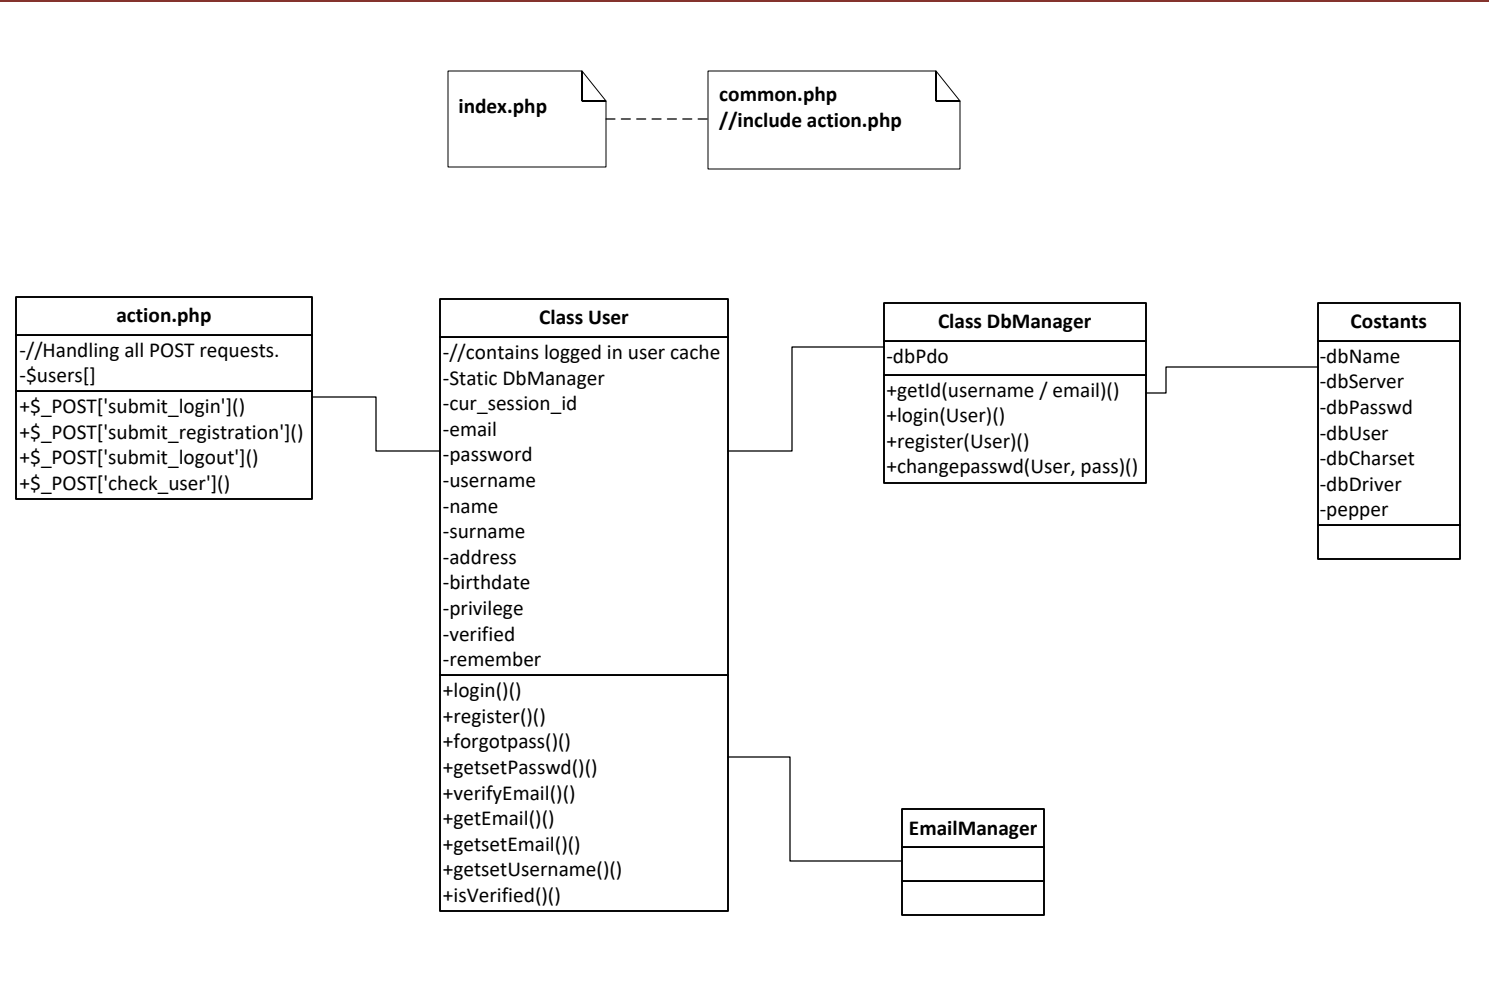 index.php
common.php
//include action.php
action.php
-//Handling all POST requests.
-$users[]
+$_POST['submit_login']()
+$_POST['submit_registration']()
+$_POST['submit_logout']()
+$_POST['check_user']()
Class User
-//contains logged in user cache
-Static DbManager
-cur_session_id
-email
-password
-username
-name
-surname
-address
-birthdate
-privilege
-verified
-remember
+login()()
+register()()
+forgotpass()()
+getsetPasswd()()
+verifyEmail()()
+getEmail()()
+getsetEmail()()
+getsetUsername()()
+isVerified()()
Class DbManager
-dbPdo
+getId(username / email)()
+login(User)()
+register(User)()
+changepasswd(User, pass)()
Costants
-dbName
-dbServer
-dbPasswd
-dbUser
-dbCharset
-dbDriver
-pepper
EmailManager